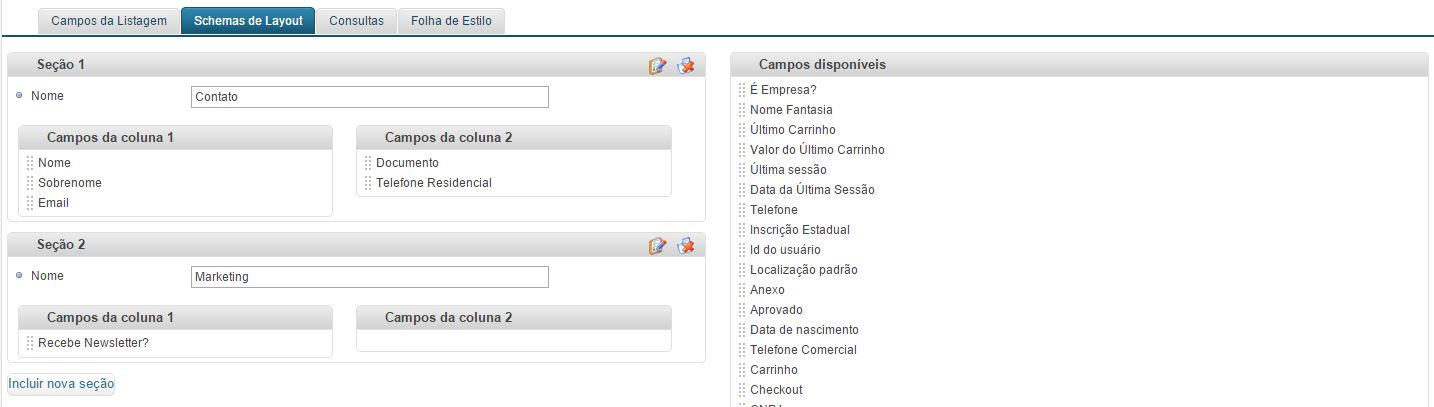 Campos da Listagem
Schemas de Layout
Consultas
Folha de Estilo
Seção 1
Nome
Contato
Campos da coluna 1
Nome
Sobrenome
Email
Campos da coluna 2
Documento
Telefone Residencial
Seção 2
Nome
Marketing
Campos da coluna 1
Recebe Newsletter?
Campos da coluna 2
Incluir nova seção
Campos disponíveis
É Empresa?
Nome Fantasia
Último Carrinho
Valor do Último Carrinho
Última sessão
Data da Última Sessão
Telefone
Inscrição Estadual
Id do usuário
Localização padrão
Anexo
Aprovado
Data de nascimento
Telefone Comercial
Carrinho
Checkout